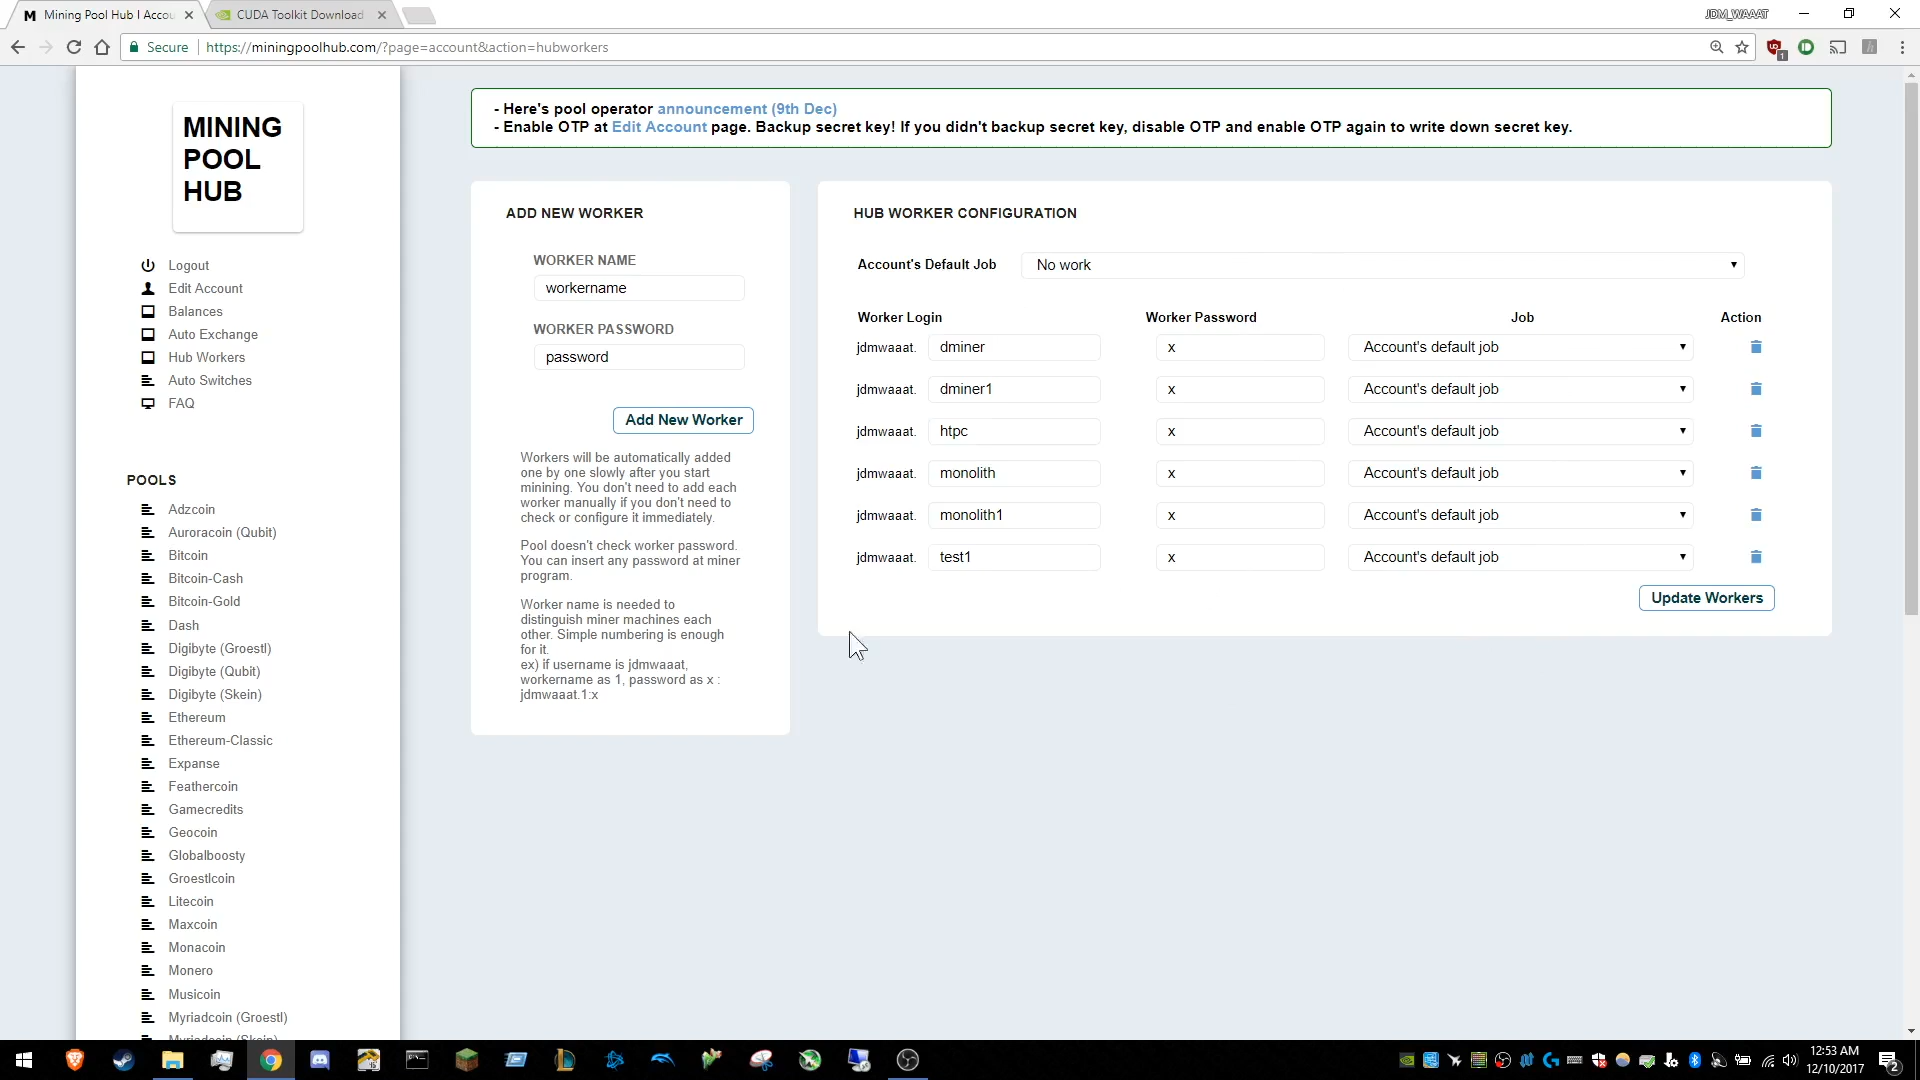 Mining Pool Hub | Accou
CUDA Toolkit Download
JDM_WAAAT
Secure
https://miningpoolhub.com/?page=account&action=hubworkers
1
MINING
POOL
HUB
Logout
Edit Account
Balances
Auto Exchange
Hub Workers
Auto Switches
FAQ
POOLS
Adzcoin
Auroracoin (Qubit)
Bitcoin
Bitcoin-Cash
Bitcoin-Gold
Dash
Digibyte (Groestl)
Digibyte (Qubit)
Digibyte (Skein)
Ethereum
Ethereum-Classic
Expanse
Feathercoin
Gamecredits
Geocoin
Globalboosty
Groestlcoin
Litecoin
Maxcoin
Monacoin
Monero
Musicoin
Myriadcoin (Groestl)
Myriadcoin (Skein)
- Here's pool operator announcement (9th Dec)
- Enable OTP at Edit Account page. Backup secret key! If you didn't backup secret key, disable OTP and enable OTP again to write down secret key.
ADD NEW WORKER
WORKER NAME
workername
WORKER PASSWORD
password
Add New Worker
Workers will be automatically added
one by one slowly after you start
minining. You don't need to add each
worker manually if you don't need to
check or configure it immediately.
Pool doesn't check worker password.
You can insert any password at miner
program.
Worker name is needed to
distinguish miner machines each
other. Simple numbering is enough
for it.
ex) if username is jdmwaaat,
workername as 1, password as x :
jdmwaaat.1:x
HUB WORKER CONFIGURATION
Account's Default Job No work
Worker Login Worker Password Job Action
jdmwaaat. dminer x Account's default job
jdmwaaat. dminer1 x Account's default job
jdmwaaat. htpc x Account's default job
jdmwaaat. monolith x Account's default job
jdmwaaat. monolith1 x Account's default job
jdmwaaat. test1 x Account's default job
Update Workers
12:53 AM
12/10/2017
2